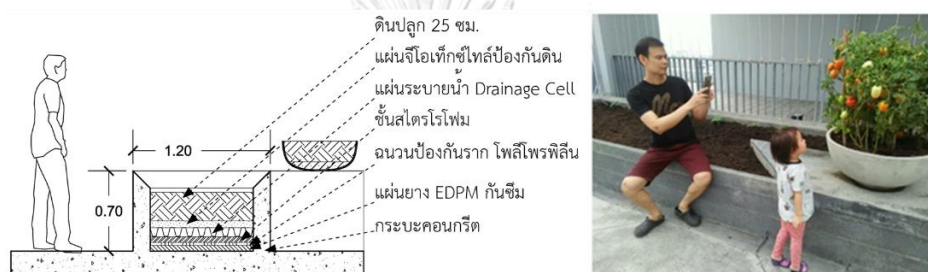 ดินปลูก 25 ซม.
แผ่นจีโอเท็กซ์ไทล์ป้องกันดิน
แผ่นระบายน้ำ Drainage Cell
ชั้นสไตรโรโฟม
ฉนวนป้องกันราก โพลีโพรพิลีน
แผ่นยาง EDPM กันซึม
กระบะคอนกรีต
1.20
0.70